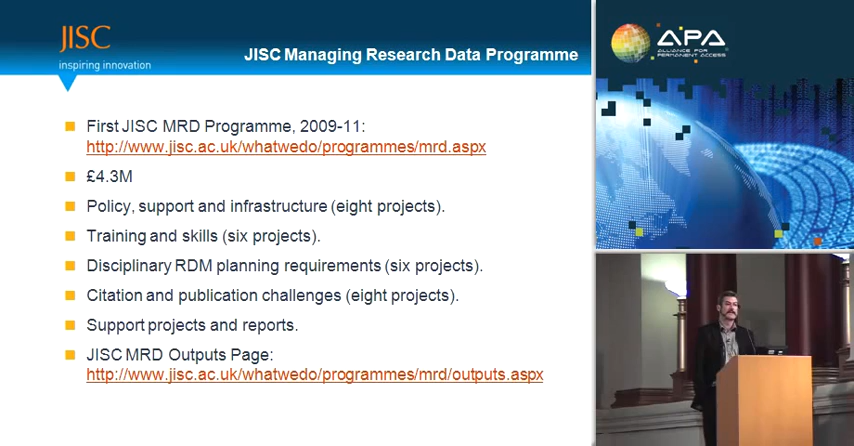 JISC
inspiring innovation
JISC Managing Research Data Programme
APA
ALLIANCE FOR
PERMANENT ACCESS
First JISC MRD Programme, 2009-11:
http://www.jisc.ac.uk/whatwedo/programmes/mrd.aspx
£4.3M
Policy, support and infrastructure (eight projects).
Training and skills (six projects).
Disciplinary RDM planning requirements (six projects).
Citation and publication challenges (eight projects).
Support projects and reports.
JISC MRD Outputs Page:
http://www.jisc.ac.uk/whatwedo/programmes/mrd/outputs.aspx